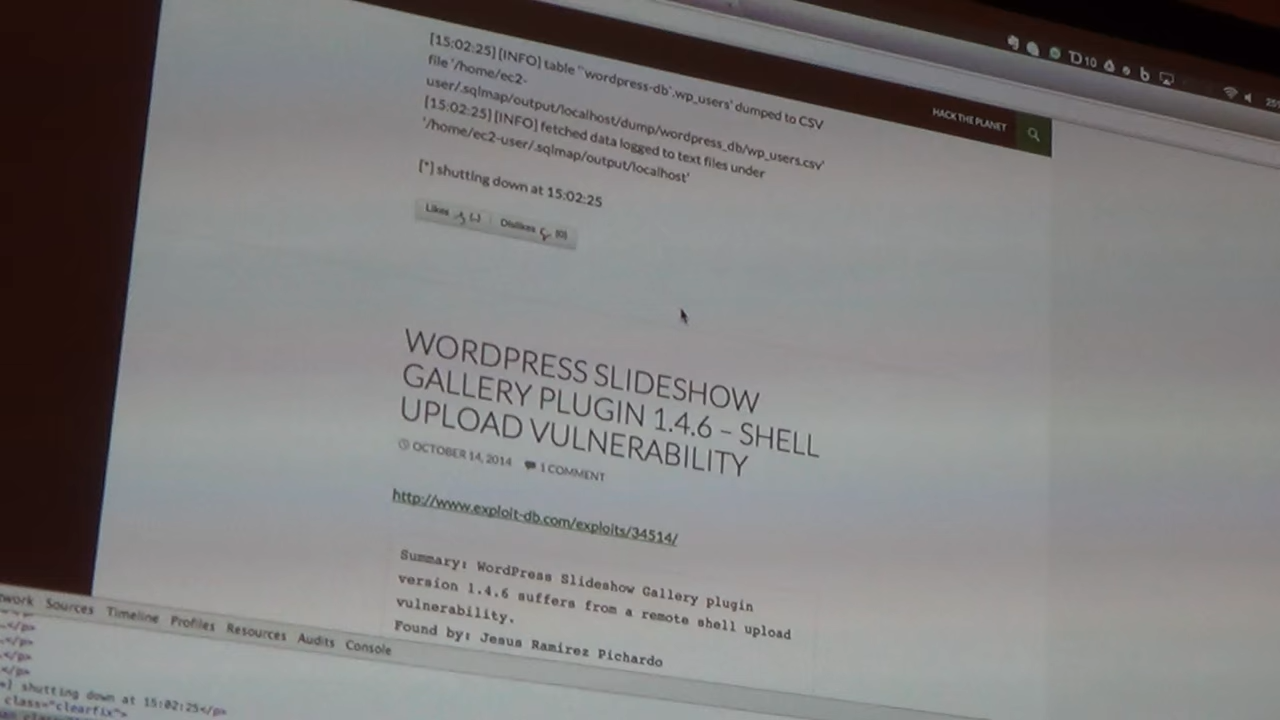 [15:02:25] [INFO] table '`wordpress-db`.wp_users' dumped to CSV
file '/home/ec2-
user/.sqlmap/output/localhost/dump/wordpress_db/wp_users.csv'
[15:02:25] [INFO] fetched data logged to text files under
'/home/ec2-user/.sqlmap/output/localhost'
[*] shutting down at 15:02:25
Likes
Dislikes (0)
HACK THE PLANET
WORDPRESS SLIDESHOW
GALLERY PLUGIN 1.4.6 – SHELL
UPLOAD VULNERABILITY
OCTOBER 14, 2014 1 COMMENT
http://www.exploit-db.com/exploits/34514/
Summary: WordPress Slideshow Gallery plugin
version 1.4.6 suffers from a remote shell upload
vulnerability.
Found by: Jesus Ramirez Pichardo
twork Sources Timeline Profiles Resources Audits Console
</p>
</p>
</p>
</p>
*] shutting down at 15:02:25</p>
class="clearfix">